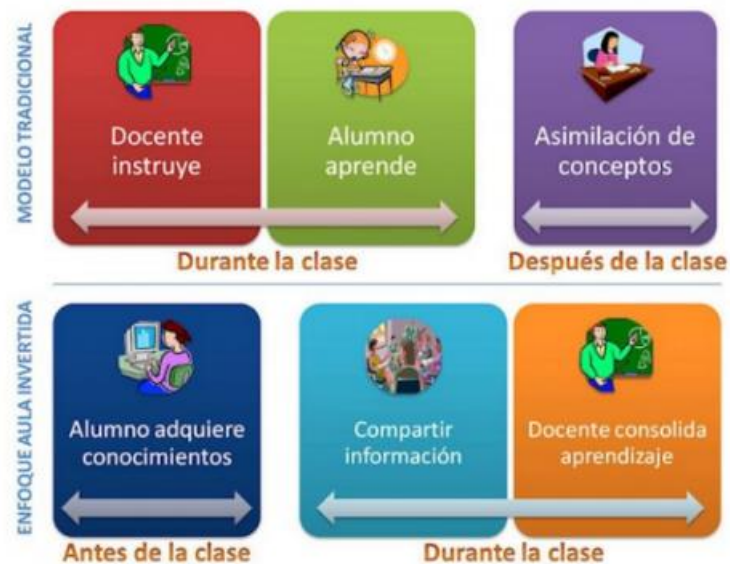 MODELO TRADICIONAL
Docente
instruye
Alumno
aprende
Asimilación de
conceptos
Durante la clase
Después de la clase
ENFOQUE AULA INVERTIDA
Alumno adquiere
conocimientos
Compartir
información
Docente consolida
aprendizaje
Antes de la clase
Durante la clase